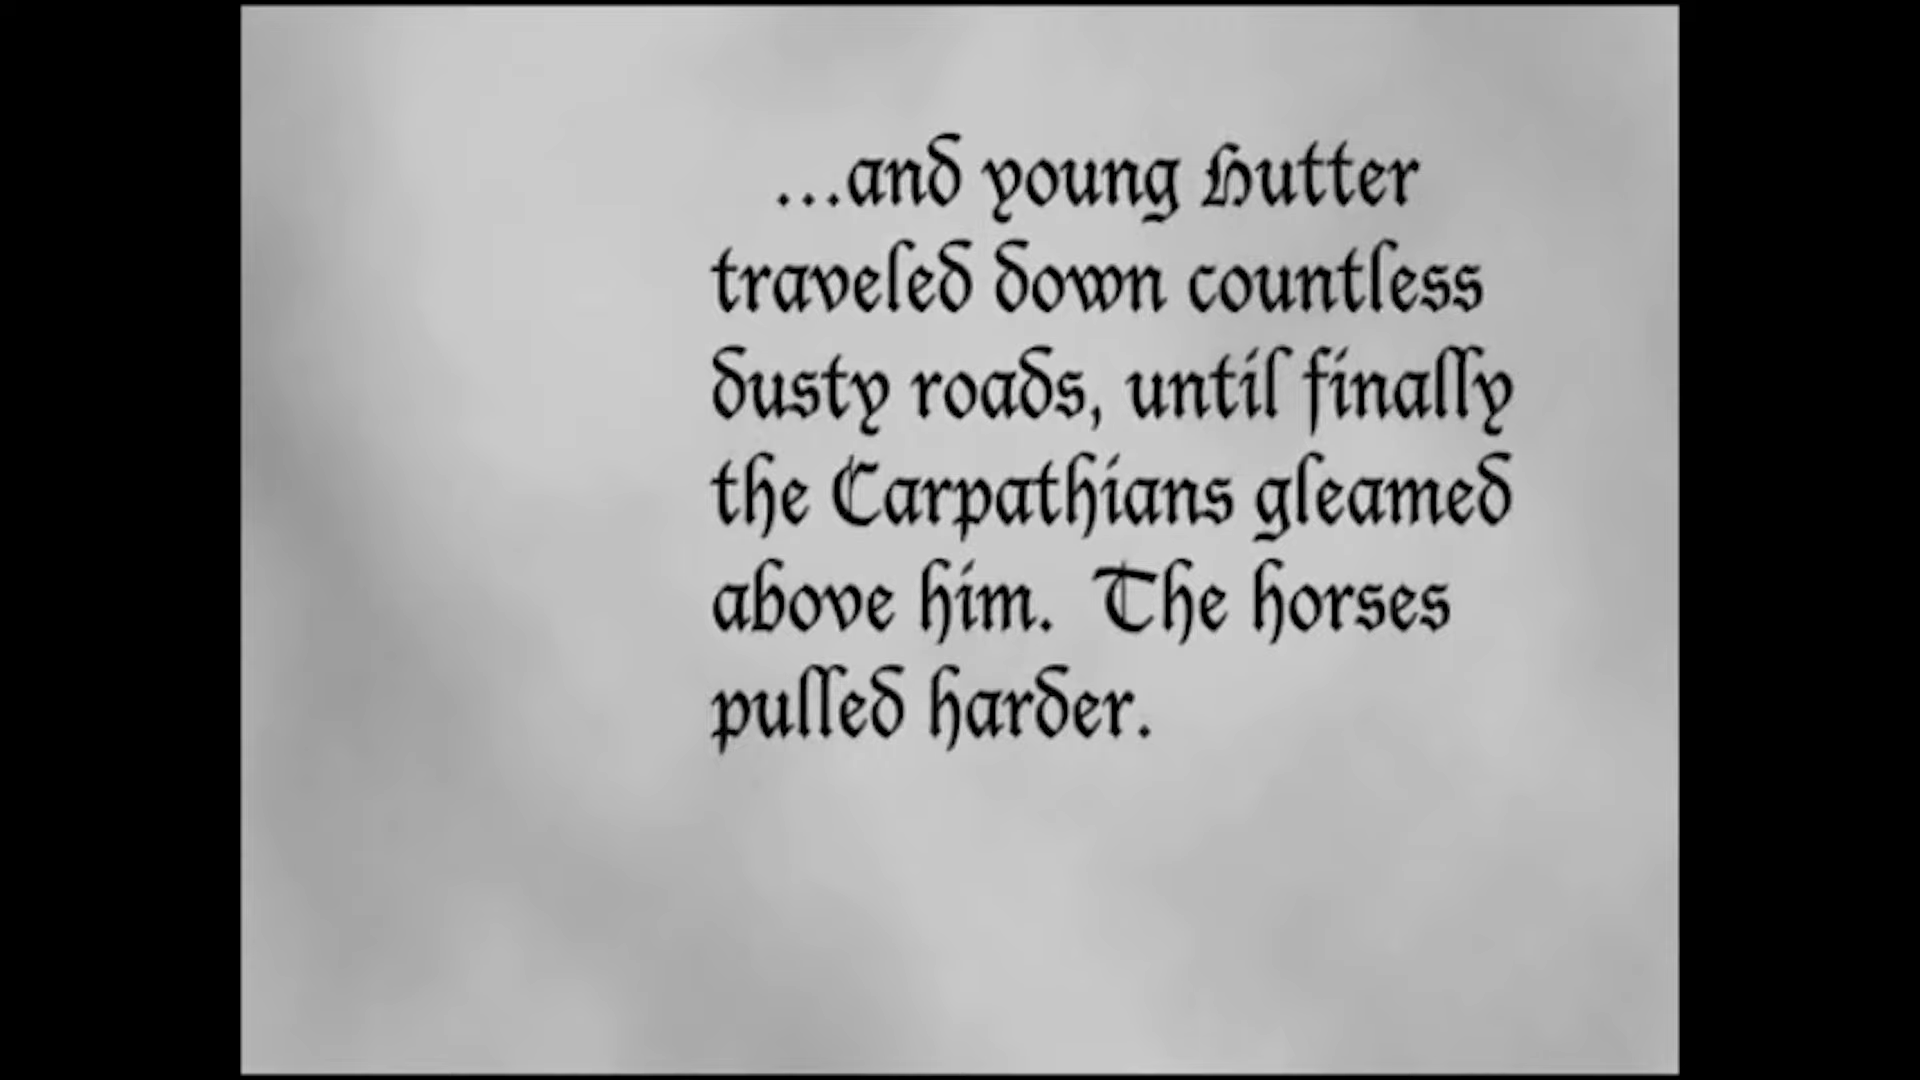 ...and young Hutter
traveled down countless
dusty roads, until finally
the Carpathians gleamed
above him.  The horses
pulled harder.